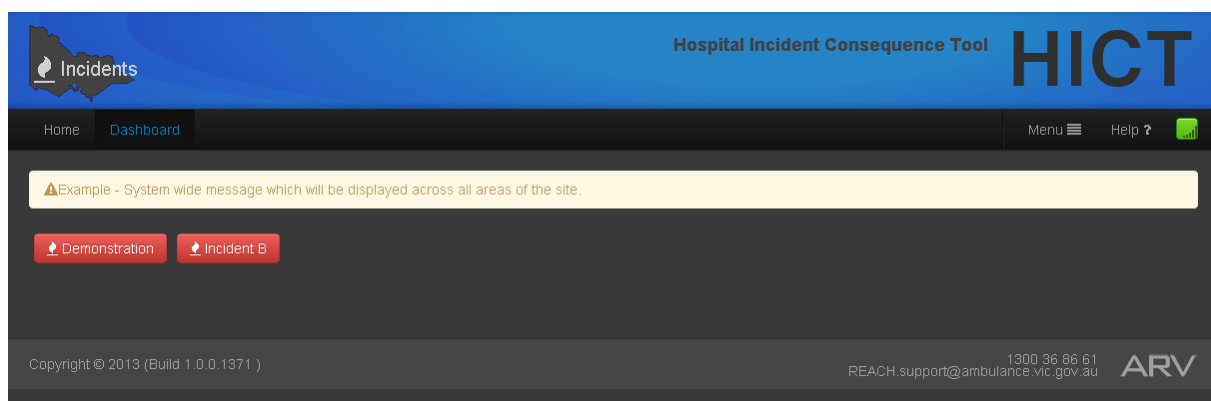 Incidents
Hospital Incident Consequence Tool
HICT
Home Dashboard Menu Help ?
Example - System wide message which will be displayed across all areas of the site.
Demonstration Incident B
Copyright © 2013 (Build 1.0.0.1371 )
1300 36 86 61
REACH.support@ambulance.vic.gov.au
ARV